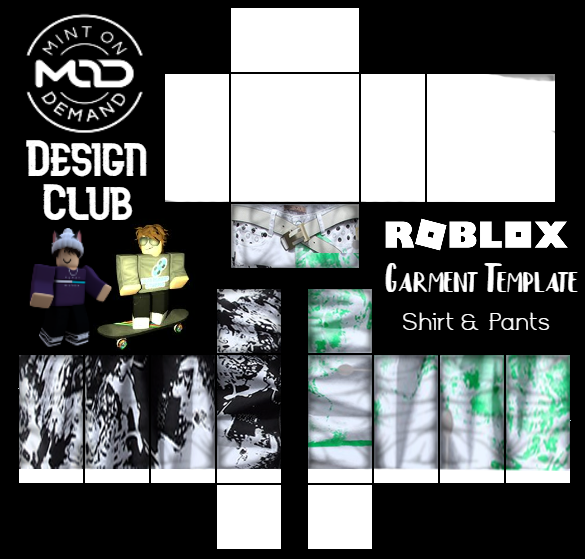 MINT ON
MOD
DEMAND
DESIGN
CLUB
ROBLOX
GARMENT TEMPLATE
Shirt & Pants